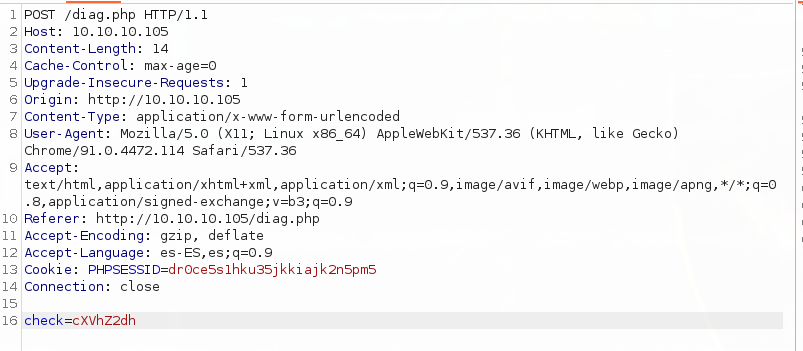 1 POST /diag.php HTTP/1.1
2 Host: 10.10.10.105
3 Content-Length: 14
4 Cache-Control: max-age=0
5 Upgrade-Insecure-Requests: 1
6 Origin: http://10.10.10.105
7 Content-Type: application/x-www-form-urlencoded
8 User-Agent: Mozilla/5.0 (X11; Linux x86_64) AppleWebKit/537.36 (KHTML, like Gecko)
Chrome/91.0.4472.114 Safari/537.36
9 Accept:
text/html,application/xhtml+xml,application/xml;q=0.9,image/avif,image/webp,image/apng,*/*;q=0
.8,application/signed-exchange;v=b3;q=0.9
10 Referer: http://10.10.10.105/diag.php
11 Accept-Encoding: gzip, deflate
12 Accept-Language: es-ES,es;q=0.9
13 Cookie: PHPSESSID=dr0ce5s1hku35jkkiajk2n5pm5
14 Connection: close
15
16 check=cXVhZ2dh